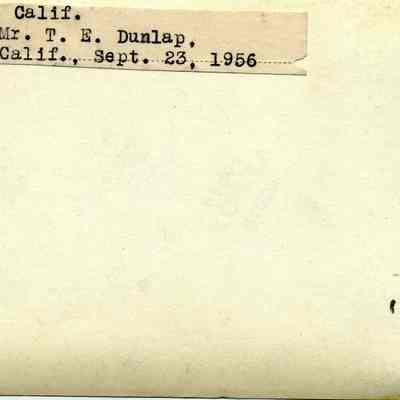 Calif.
Mr. T. E. Dunlap,
Calif., Sept. 23, 1956